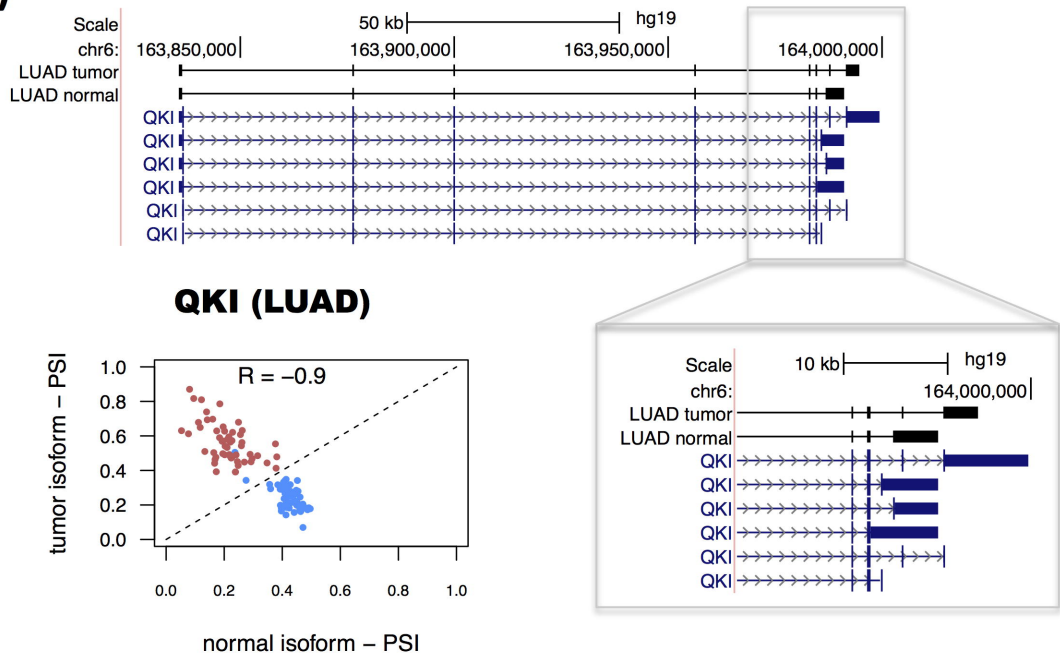 )
Scale 50 kb hg19
chr6: 163,850,000 163,900,000 163,950,000 164,000,000
LUAD tumor
LUAD normal
QKI
QKI
QKI
QKI
QKI
QKI
QKI (LUAD)
tumor isoform – PSI
R = −0.9
1.0
0.8
0.6
0.4
0.2
0.0
0.0 0.2 0.4 0.6 0.8 1.0
normal isoform – PSI
Scale 10 kb hg19
chr6: 164,000,000
LUAD tumor
LUAD normal
QKI
QKI
QKI
QKI
QKI
QKI